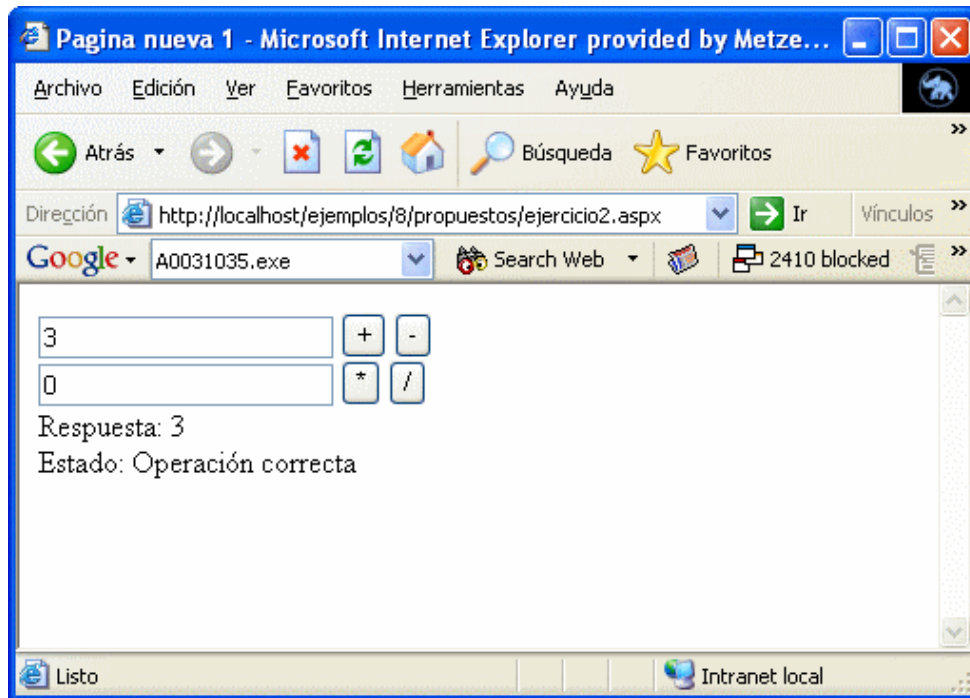 Pagina nueva 1 - Microsoft Internet Explorer provided by Metze...
Archivo Edición Ver Favoritos Herramientas Ayuda
Atrás Búsqueda Favoritos »
Dirección http://localhost/ejemplos/8/propuestos/ejercicio2.aspx Ir Vínculos »
Google A0031035.exe Search Web 2410 blocked »
3 + -
0 * /
Respuesta: 3
Estado: Operación correcta
Listo Intranet local